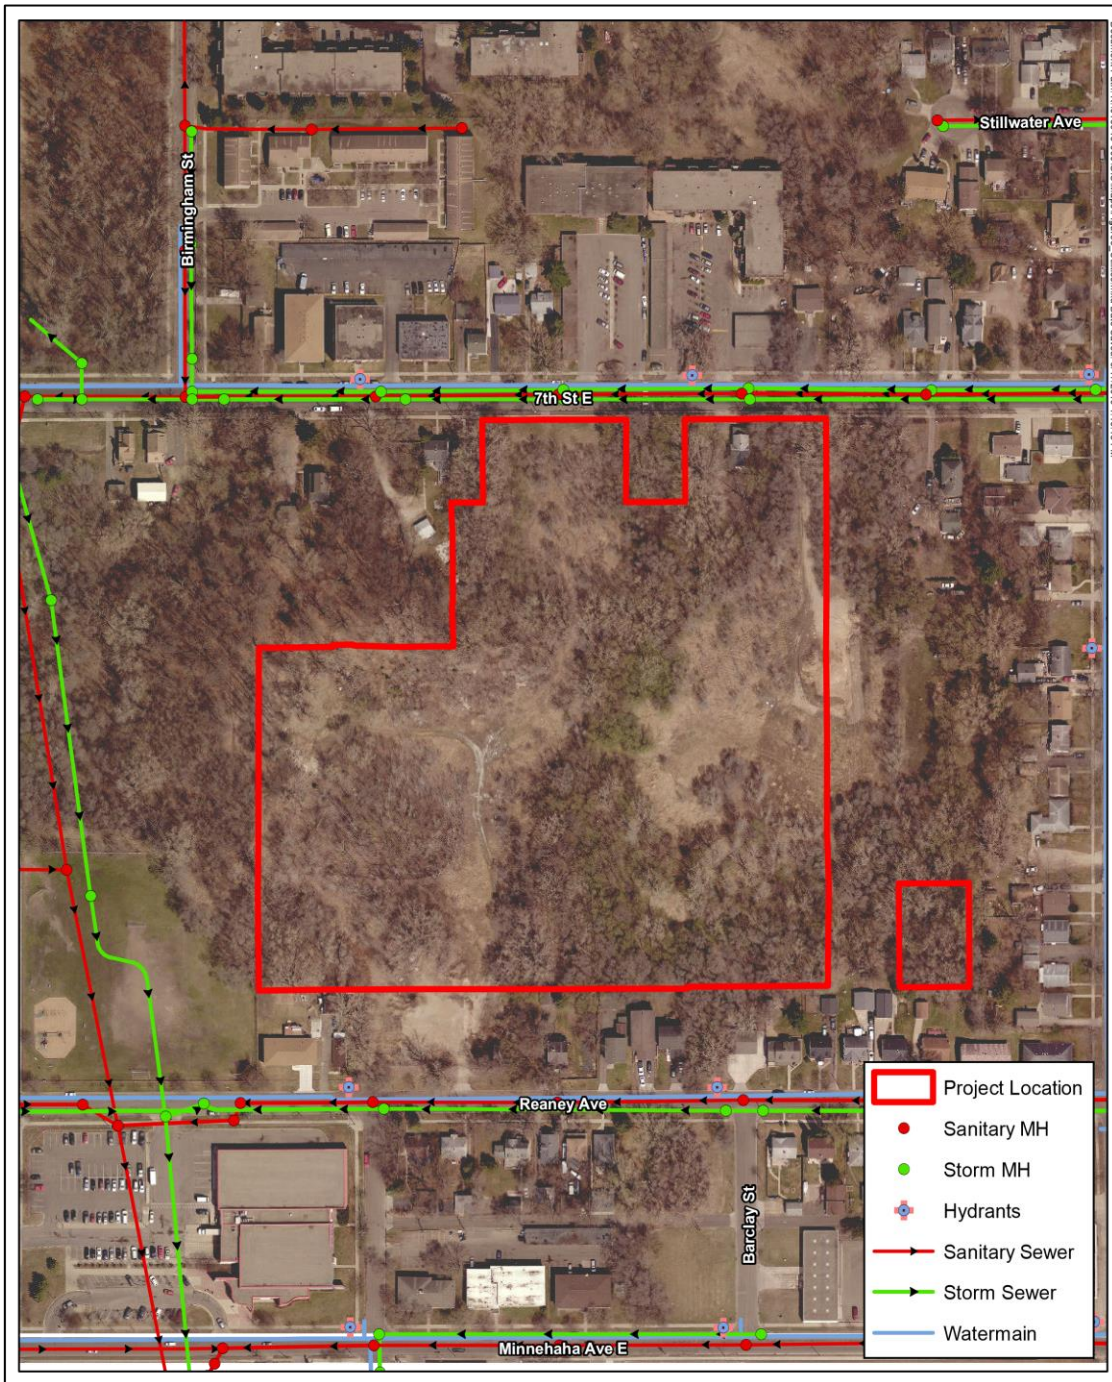 Stillwater Ave
Birmingham St
7th St E
Reaney Ave
Barclay St
Minnehaha Ave E
Project Location
Sanitary MH
Storm MH
Hydrants
Sanitary Sewer
Storm Sewer
Watermain